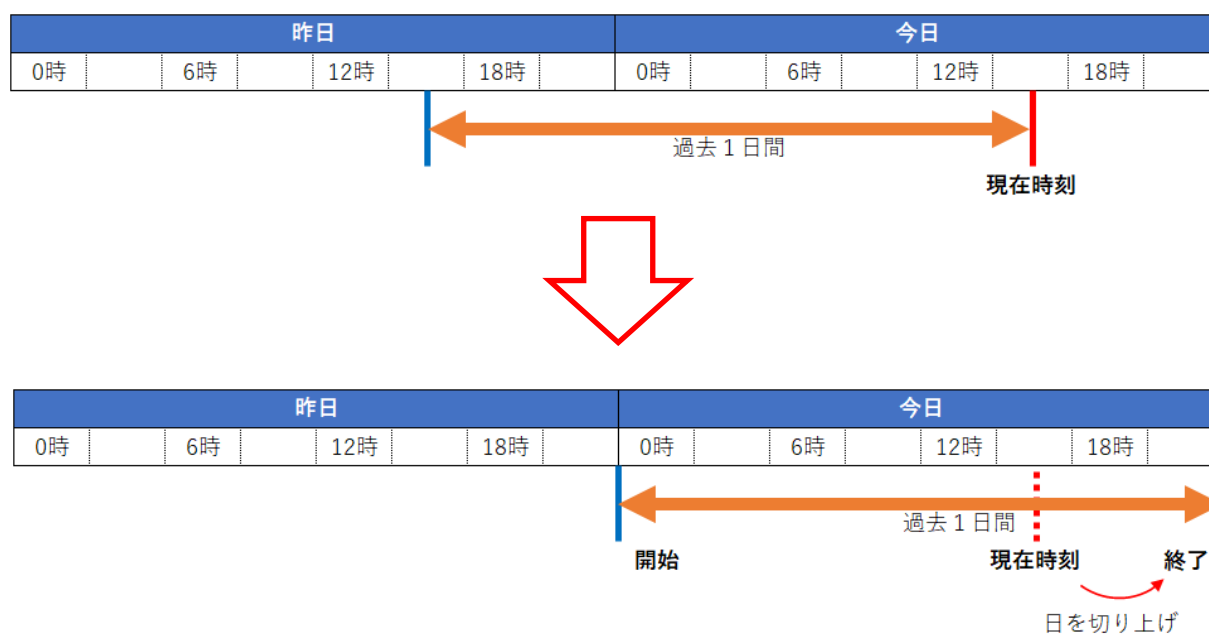 昨日 今日
0時 6時 12時 18時 0時 6時 12時 18時
過去１日間
現在時刻
昨日 今日
0時 6時 12時 18時 0時 6時 12時 18時
過去１日間
開始 現在時刻 終了
日を切り上げ